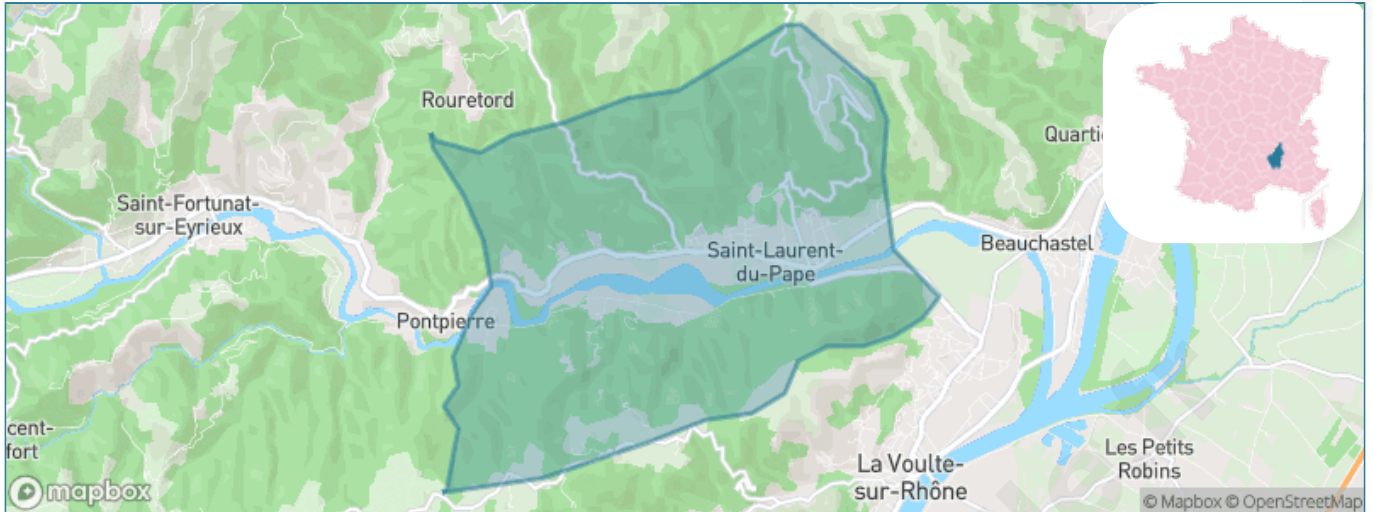 Rouretord
Quarti
Saint-Fortunat-
sur-Eyrieux
Saint-Laurent-
du-Pape
Beauchastel
Pontpierre
cent-
fort
Les Petits
Robins
La Voulte-
sur-Rhône
mapbox
© Mapbox © OpenStreetMap